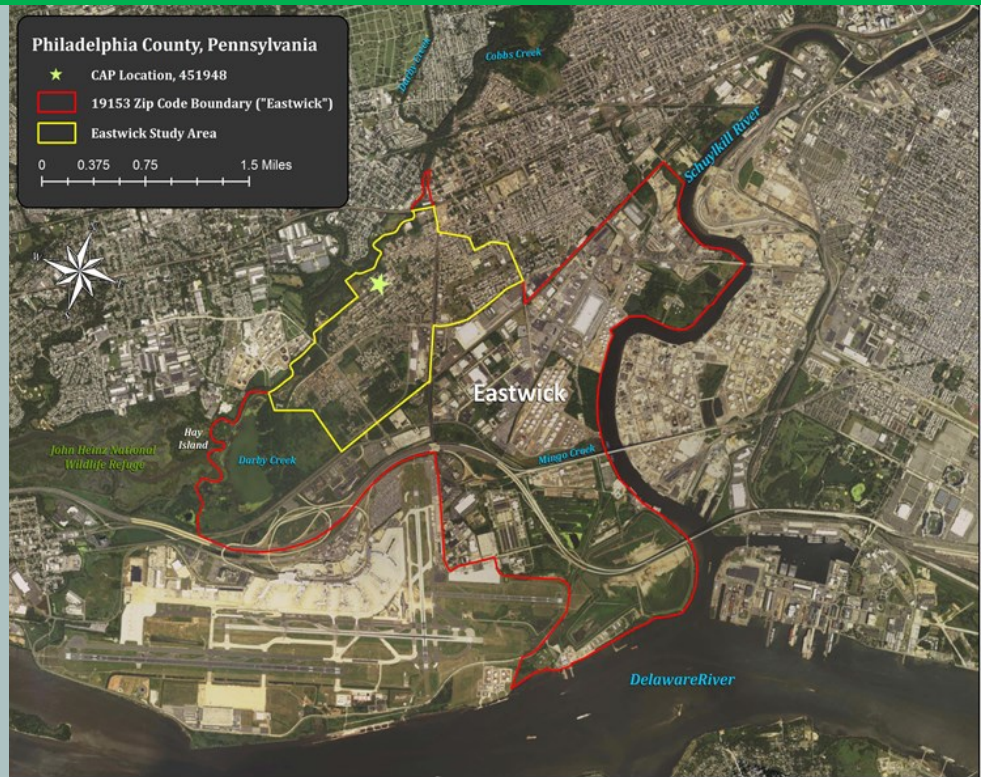 Philadelphia County, Pennsylvania
CAP Location, 451948
19153 Zip Code Boundary ("Eastwick")
Eastwick Study Area
0 0.375 0.75 1.5 Miles
N
W
S
Darby Creek
Cobbs Creek
Schuylkill River
Eastwick
Hay
Island
John Heinz National
Wildlife Refuge
Darby Creek
Mingo Creek
DelawareRiver